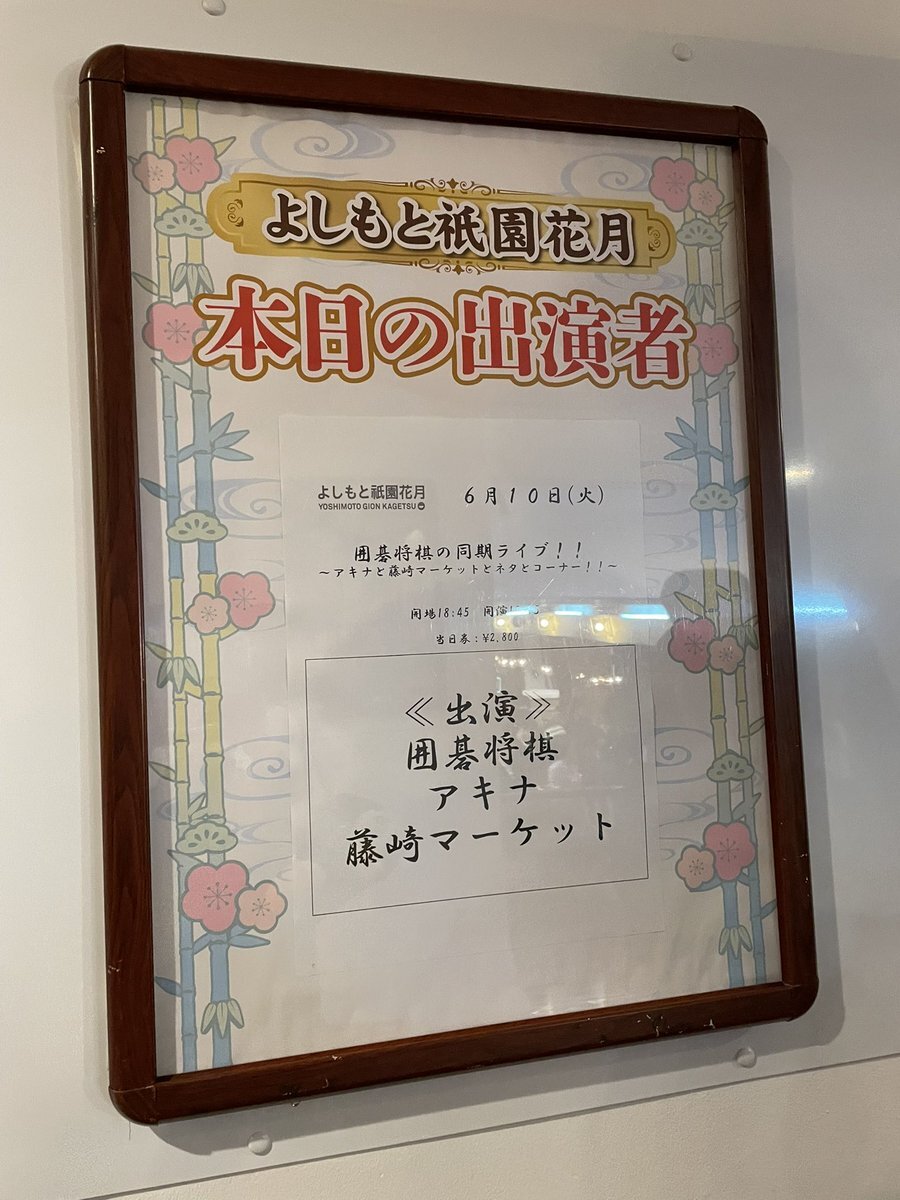 よしもと祇園花月
本日の出演者
よしもと祇園花月 6月10日(火)
YOSHIMOTO GION KAGETSU
囲碁将棋の同期ライブ!!
~アキナと藤崎マーケットとネタとコーナー!!~
開場18:45 開演
当日券:¥2,800
≪出演≫
囲碁将棋
アキナ
藤崎マーケット